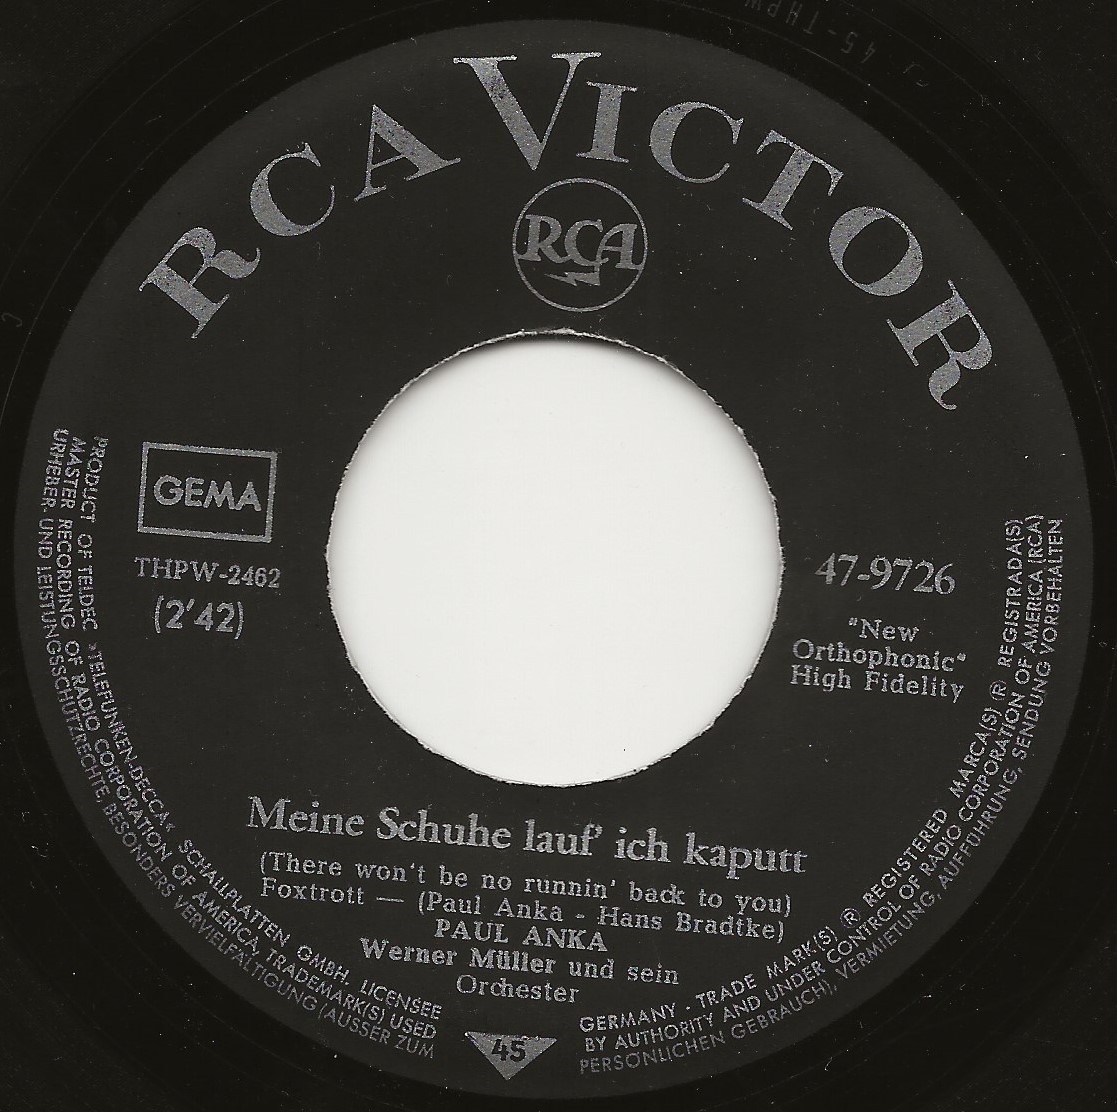 RCA VICTOR
RCA
GEMA
THPW-2462
(2'42)
47-9726
"New
Orthophonic"
High Fidelity
Meine Schuhe lauf' ich kaputt
(There won't be no runnin' back to you)
Foxtrott — (Paul Anka - Hans Bradtke)
PAUL ANKA
Werner Müller und sein
Orchester
45
PRODUCT OF TELDEC »TELEFUNKEN-DECCA« SCHALLPLATTEN GMBH, LICENSEE
MASTER RECORDING OF RADIO CORPORATION OF AMERICA, TRADEMARK(S) USED
URHEBER- UND LEISTUNGSSCHUTZRECHTE, BESONDERS VERVIELFÄLTIGUNG (AUSSER ZUM
GERMANY - TRADE MARK(S) ® REGISTERED MARCA(S) ® REGISTRADA(S)
BY AUTHORITY AND UNDER CONTROL OF RADIO CORPORATION OF AMERICA (RCA)
PERSÖNLICHEN GEBRAUCH), VERMIETUNG, AUFFÜHRUNG, SENDUNG VORBEHALTEN